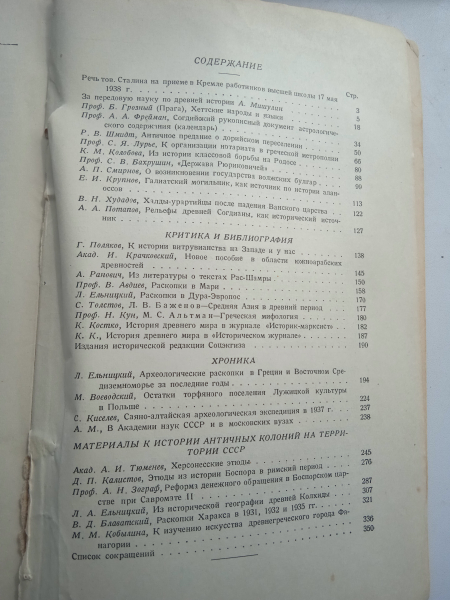 СОДЕРЖАНИЕ
Стр.
Речь тов. Сталина на приеме в Кремле работников высшей школы 17 мая
1938 г. 3
За передовую науку по древней истории А. Мишулин 5
Проф. Б. Грозный (Прага), Хеттские народы и языки 18
Проф. А. А. Фрейман, Согдийский рукописный документ астрологиче-
ского содержания (календарь) 34
Р. В. Шмидт, Античное предание о дорийском переселении 50
Проф. С. Я. Лурье, К организации потариата в греческой метрополии 66
К. М. Колобова, Из истории классовой борьбы на Родосе 80
Проф. С. В. Бахрушин, «Держава Рюриковичей» 88
А. П. Смирнов, О возникновении государства волжских булгар 99
Е. И. Крупнов, Галиатский могильник, как источник по истории алан-
оссов 113
В. Н. Худадов, Халды-урартийцы после падения Ванского царства 122
А. А. Потапов, Рельефы древней Согдианы, как исторический источ-
ник 127
КРИТИКА И БИБЛИОГРАФИЯ
Г. Поляков, К истории витрувианства на Западе и у нас 138
Акад. И. Крачковский, Новое пособие в области южноарабских
древностей 145
А. Ранович, Из литературы о текстах Рас-Шамры 150
Проф. В. Авдиев, Раскопки в Мари 158
Л. Ельницкий, Раскопки в Дура-Эвропос 170
С. Толстов, Л. В. Баженов—Средняя Азия в древний период 177
Проф. Н. Кун, М. С. Альтман—Греческая мифология 180
К. Костко, История древнего мира в журнале «Историк-марксист» 182
К. К., История древнего мира в «Историческом журнале» 187
Издания исторической редакции Соцэкгиза 190
ХРОНИКА
Л. Ельницкий, Археологические раскопки в Греции и Восточном Сре-
диземноморье за последние годы 194
М. Воеводский, Остатки торфяного поселения Лужицкой культуры
в Польше 224
С. Киселев, Саяно-алтайская археологическая экспедиция в 1937 г. 237
А. М., В Академии наук СССР и в московских вузах 238
МАТЕРИАЛЫ К ИСТОРИИ АНТИЧНЫХ КОЛОНИЙ НА ТЕРРИ-
ТОРИИ СССР
Акад. А. И. Тюменев, Херсонесские этюды 245
Д. П. Калистов, Этюды из истории Боспора в римский период 276
Проф. А. Н. Зограф, Реформа денежного обращения в Боспорском цар-
стве при Савромате II 287
Л. А. Ельницкий, Из исторической географии древней Колхиды 307
В. Д. Блаватский, Раскопки Харакса в 1931, 1932 и 1935 гг. 321
М. М. Кобылина, К изучению искусства древнегреческого города Фа-
нагории 336
Список сокращений 350